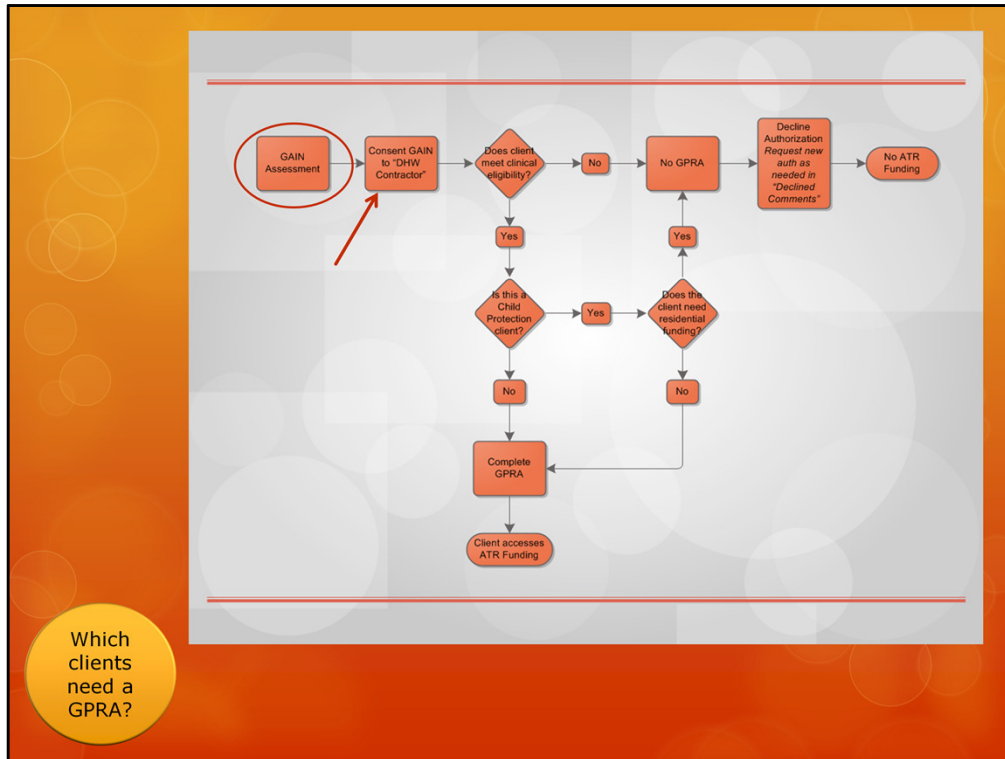 GAIN
Assessment
Consent GAIN
to “DHW
Contractor”
Does client
meet clinical
eligibility?
No
No GPRA
Decline
Authorization
Request new
auth as
needed in
“Declined
Comments”
No ATR
Funding
Yes
Yes
Is this a
Child
Protection
client?
Yes
Does the
client need
residential
funding?
No
No
Complete
GPRA
Client accesses
ATR Funding
Which
clients
need a
GPRA?